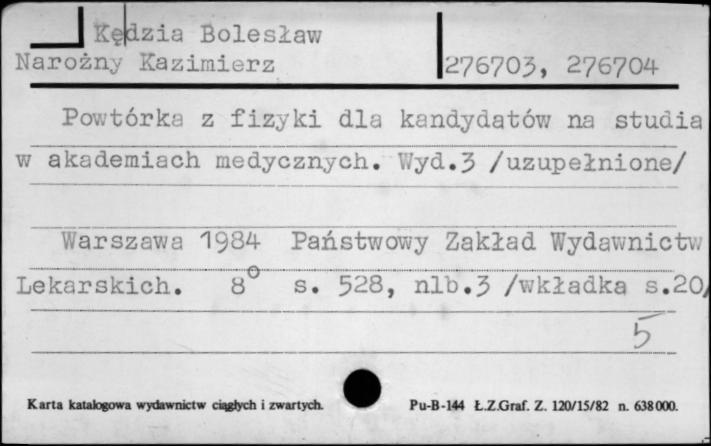 Kędzia Bolesław
Narożny Kazimierz 276703, 276704
Powtórka z fizyki dla kandydatów na studia
w akademiach medycznych. Wyd.3 /uzupełnione/
Warszawa 1984 Państwowy Zakład Wydawnictw
Lekarskich. 8° s. 528, nlb.3 /wkładka s.20/
5
Karta katalogowa wydawnictw ciągłych i zwartych. Pu-B-144 Ł.Z.Graf. Z. 120/15/82 n. 638000.